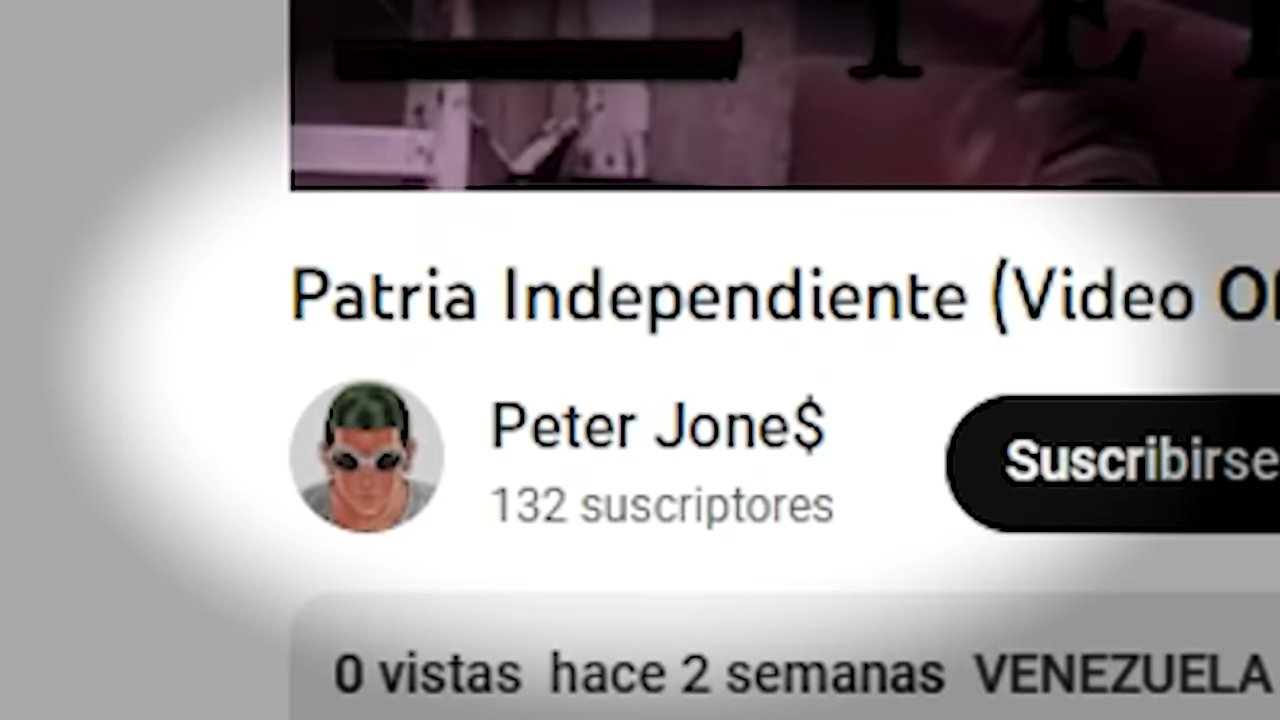 I E
Patria Independiente (Video
Peter Jone$
132 suscriptores
Suscribirse
0 vistas hace 2 semanas VENEZUELA